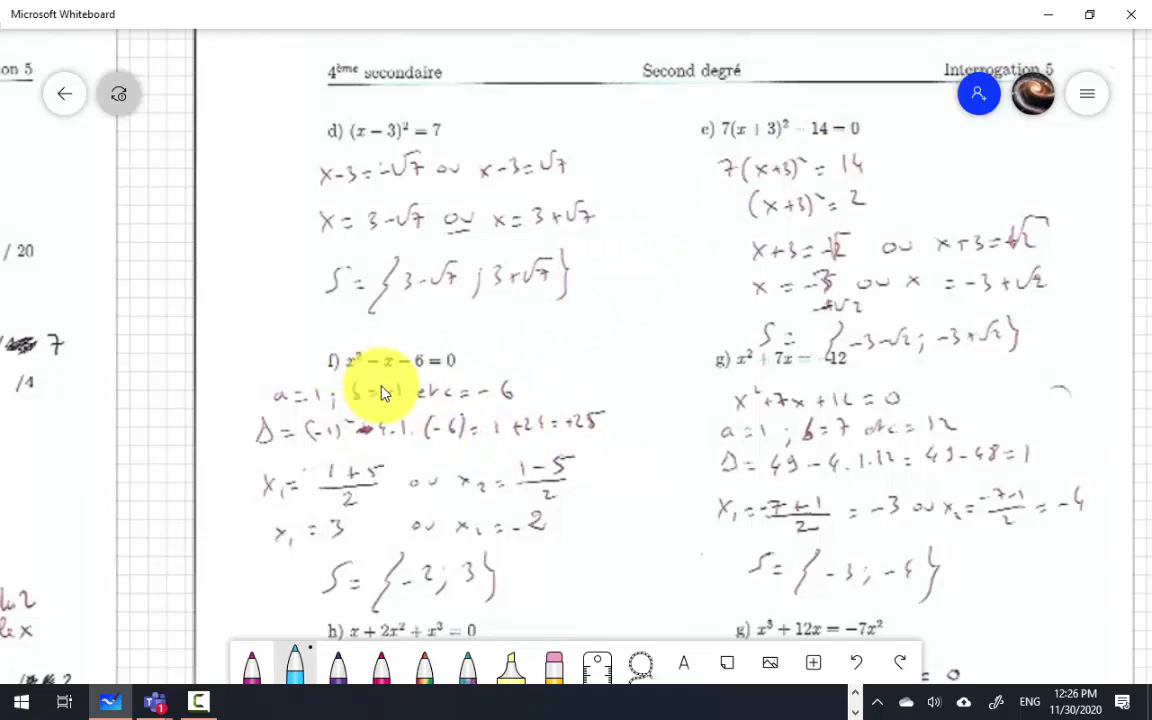 Microsoft Whiteboard
on 5
4ème secondaire
Second degré
Interrogation 5
d) (x − 3)² = 7
x-3=-√7 ou x-3=√7
x = 3-√7 ou x = 3+√7
S = {3-√7 ; 3+√7}
e) 7(x + 3)² − 14 = 0
7(x+3)² = 14
(x+3)² = 2
x+3=-√2 ou x+3=√2
x = -3 ou x = -3+√2
-√2
S = {-3-√2; -3+√2}
/ 20
7
/4
f) x² − x − 6 = 0
a=1; b=-1 et c=-6
Δ= (-1)²-4.1.(-6)= 1+24=+25
x₁= (1+5)/2 ou x₂= (1-5)/2
x₁=3 ou x₂=-2
S= {-2; 3}
g) x² + 7x = −12
x²+7x+12=0
a=1; b=7 et c=12
Δ=49-4.1.12=49-48=1
x₁=(-7+1)/2 = -3 ou x₂=(-7-1)/2 = -4
S= {-3; -4}
h) x + 2x² + x³ = 0
g) x³ + 12x = −7x²
= 0
ENG
12:26 PM
11/30/2020